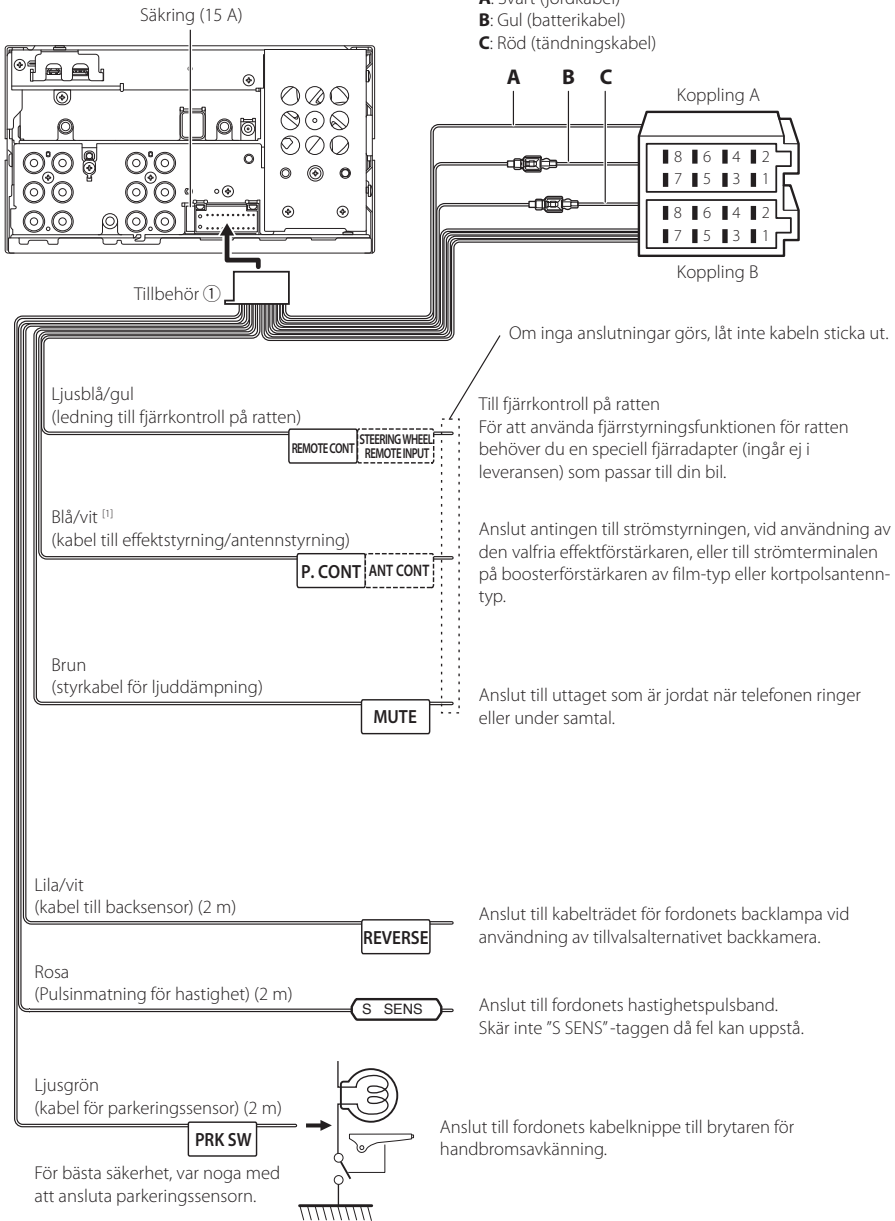 Säkring (15 A)
A: Svart (jordkabel)
B: Gul (batterikabel)
C: Röd (tändningskabel)
A B C
Koppling A
8 6 4 2
7 5 3 1
8 6 4 2
7 5 3 1
Koppling B
Tillbehör ①
Om inga anslutningar görs, låt inte kabeln sticka ut.
Ljusblå/gul
(ledning till fjärrkontroll på ratten)
REMOTE CONT
STEERING WHEEL
REMOTE INPUT
Till fjärrkontroll på ratten
För att använda fjärrstyrningsfunktionen för ratten
behöver du en speciell fjärradapter (ingår ej i
leveransen) som passar till din bil.
Blå/vit [1]
(kabel till effektstyrning/antennstyrning)
P. CONT
ANT CONT
Anslut antingen till strömstyrningen, vid användning av
den valfria effektförstärkaren, eller till strömterminalen
på boosterförstärkaren av film-typ eller kortpolsantenn-
typ.
Brun
(styrkabel för ljuddämpning)
MUTE
Anslut till uttaget som är jordat när telefonen ringer
eller under samtal.
Lila/vit
(kabel till backsensor) (2 m)
REVERSE
Anslut till kabelträdet för fordonets backlampa vid
användning av tillvalsalternativet backkamera.
Rosa
(Pulsinmatning för hastighet) (2 m)
S SENS
Anslut till fordonets hastighetspulsband.
Skär inte "S SENS"-taggen då fel kan uppstå.
Ljusgrön
(kabel för parkeringssensor) (2 m)
PRK SW
Anslut till fordonets kabelknippe till brytaren för
handbromsavkänning.
För bästa säkerhet, var noga med
att ansluta parkeringssensorn.